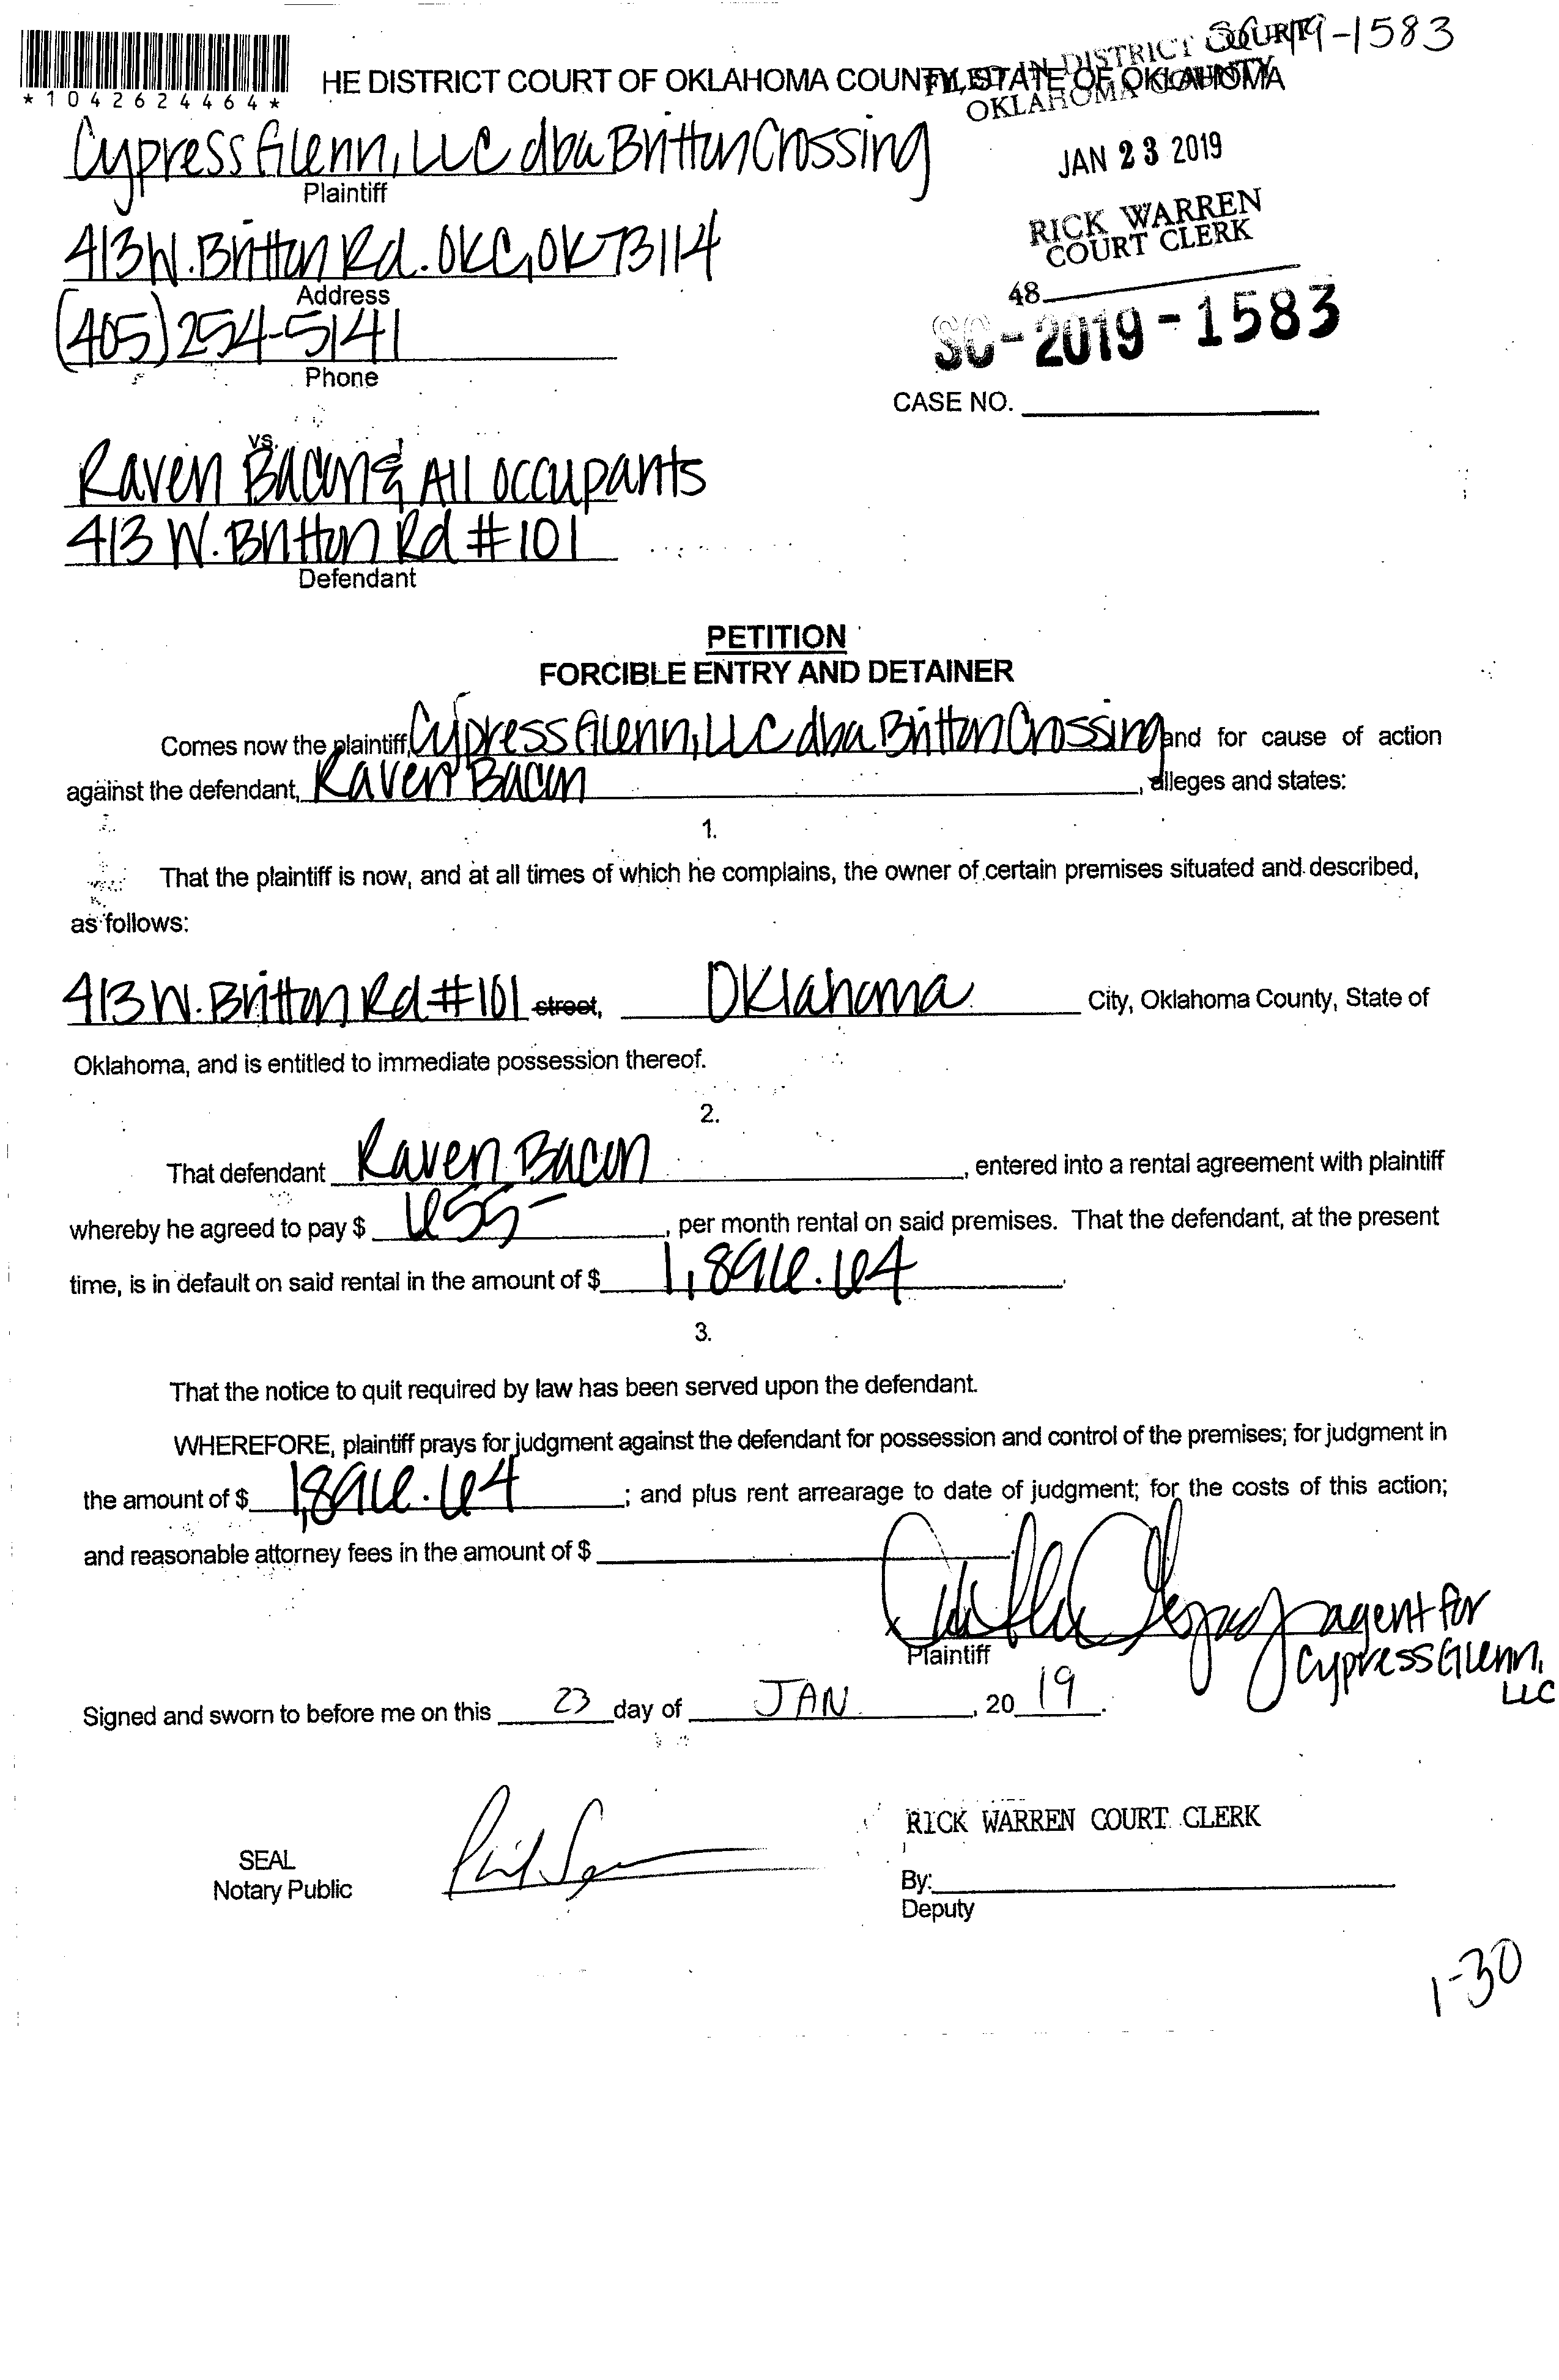 SC-19-1583
*1042624464*
HE DISTRICT COURT OF OKLAHOMA COUNTY, STATE OF OKLAHOMA
FILED IN DISTRICT COURT
OKLAHOMA COUNTY
Cypress Glenn, LLC dba Britton Crossing
Plaintiff
JAN 23 2019
RICK WARREN
COURT CLERK
413 W. Britton Rd. OKC, OK 73114
Address
48
(405) 254-5141
Phone
SC-2019-1583
CASE NO.
vs.
Raven Bacon & All occupants
413 W. Britton Rd #101
Defendant
PETITION
FORCIBLE ENTRY AND DETAINER
Comes now the plaintiff, Cypress Glenn, LLC dba Britton Crossing and for cause of action
against the defendant, Raven Bacon, alleges and states:
1.
That the plaintiff is now, and at all times of which he complains, the owner of certain premises situated and described,
as follows:
413 W. Britton Rd #101 street, Oklahoma City, Oklahoma County, State of
Oklahoma, and is entitled to immediate possession thereof.
2.
That defendant Raven Bacon, entered into a rental agreement with plaintiff
whereby he agreed to pay $ 655-, per month rental on said premises. That the defendant, at the present
time, is in default on said rental in the amount of $ 1,896.64.
3.
That the notice to quit required by law has been served upon the defendant.
WHEREFORE, plaintiff prays for judgment against the defendant for possession and control of the premises; for judgment in
the amount of $ 1,896.64; and plus rent arrearage to date of judgment; for the costs of this action;
and reasonable attorney fees in the amount of $
agent for
Plaintiff
Cypress Glenn,
LLC
Signed and sworn to before me on this 23 day of JAN, 2019.
RICK WARREN COURT CLERK
SEAL
Notary Public
By:
Deputy
1-30